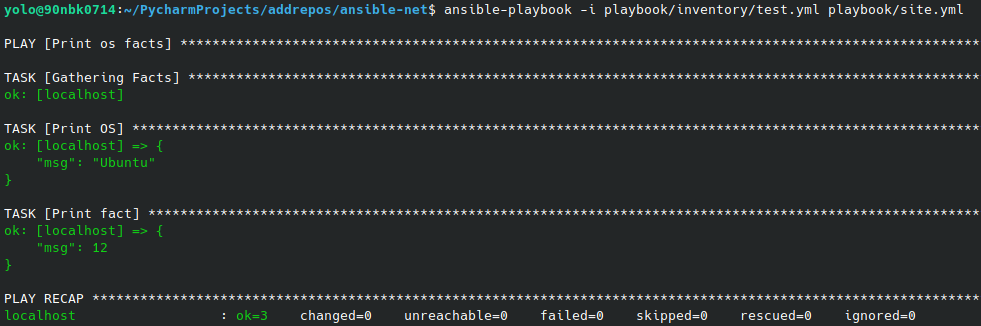 yolo@90nbk0714:~/PycharmProjects/addrepos/ansible-net$ ansible-playbook -i playbook/inventory/test.yml playbook/site.yml
PLAY [Print os facts] ****************************************************************************************************
TASK [Gathering Facts] ***************************************************************************************************
ok: [localhost]
TASK [Print OS] **********************************************************************************************************
ok: [localhost] => {
    "msg": "Ubuntu"
}
TASK [Print fact] ********************************************************************************************************
ok: [localhost] => {
    "msg": 12
}
PLAY RECAP ***************************************************************************************************************
localhost                  : ok=3    changed=0    unreachable=0    failed=0    skipped=0    rescued=0    ignored=0